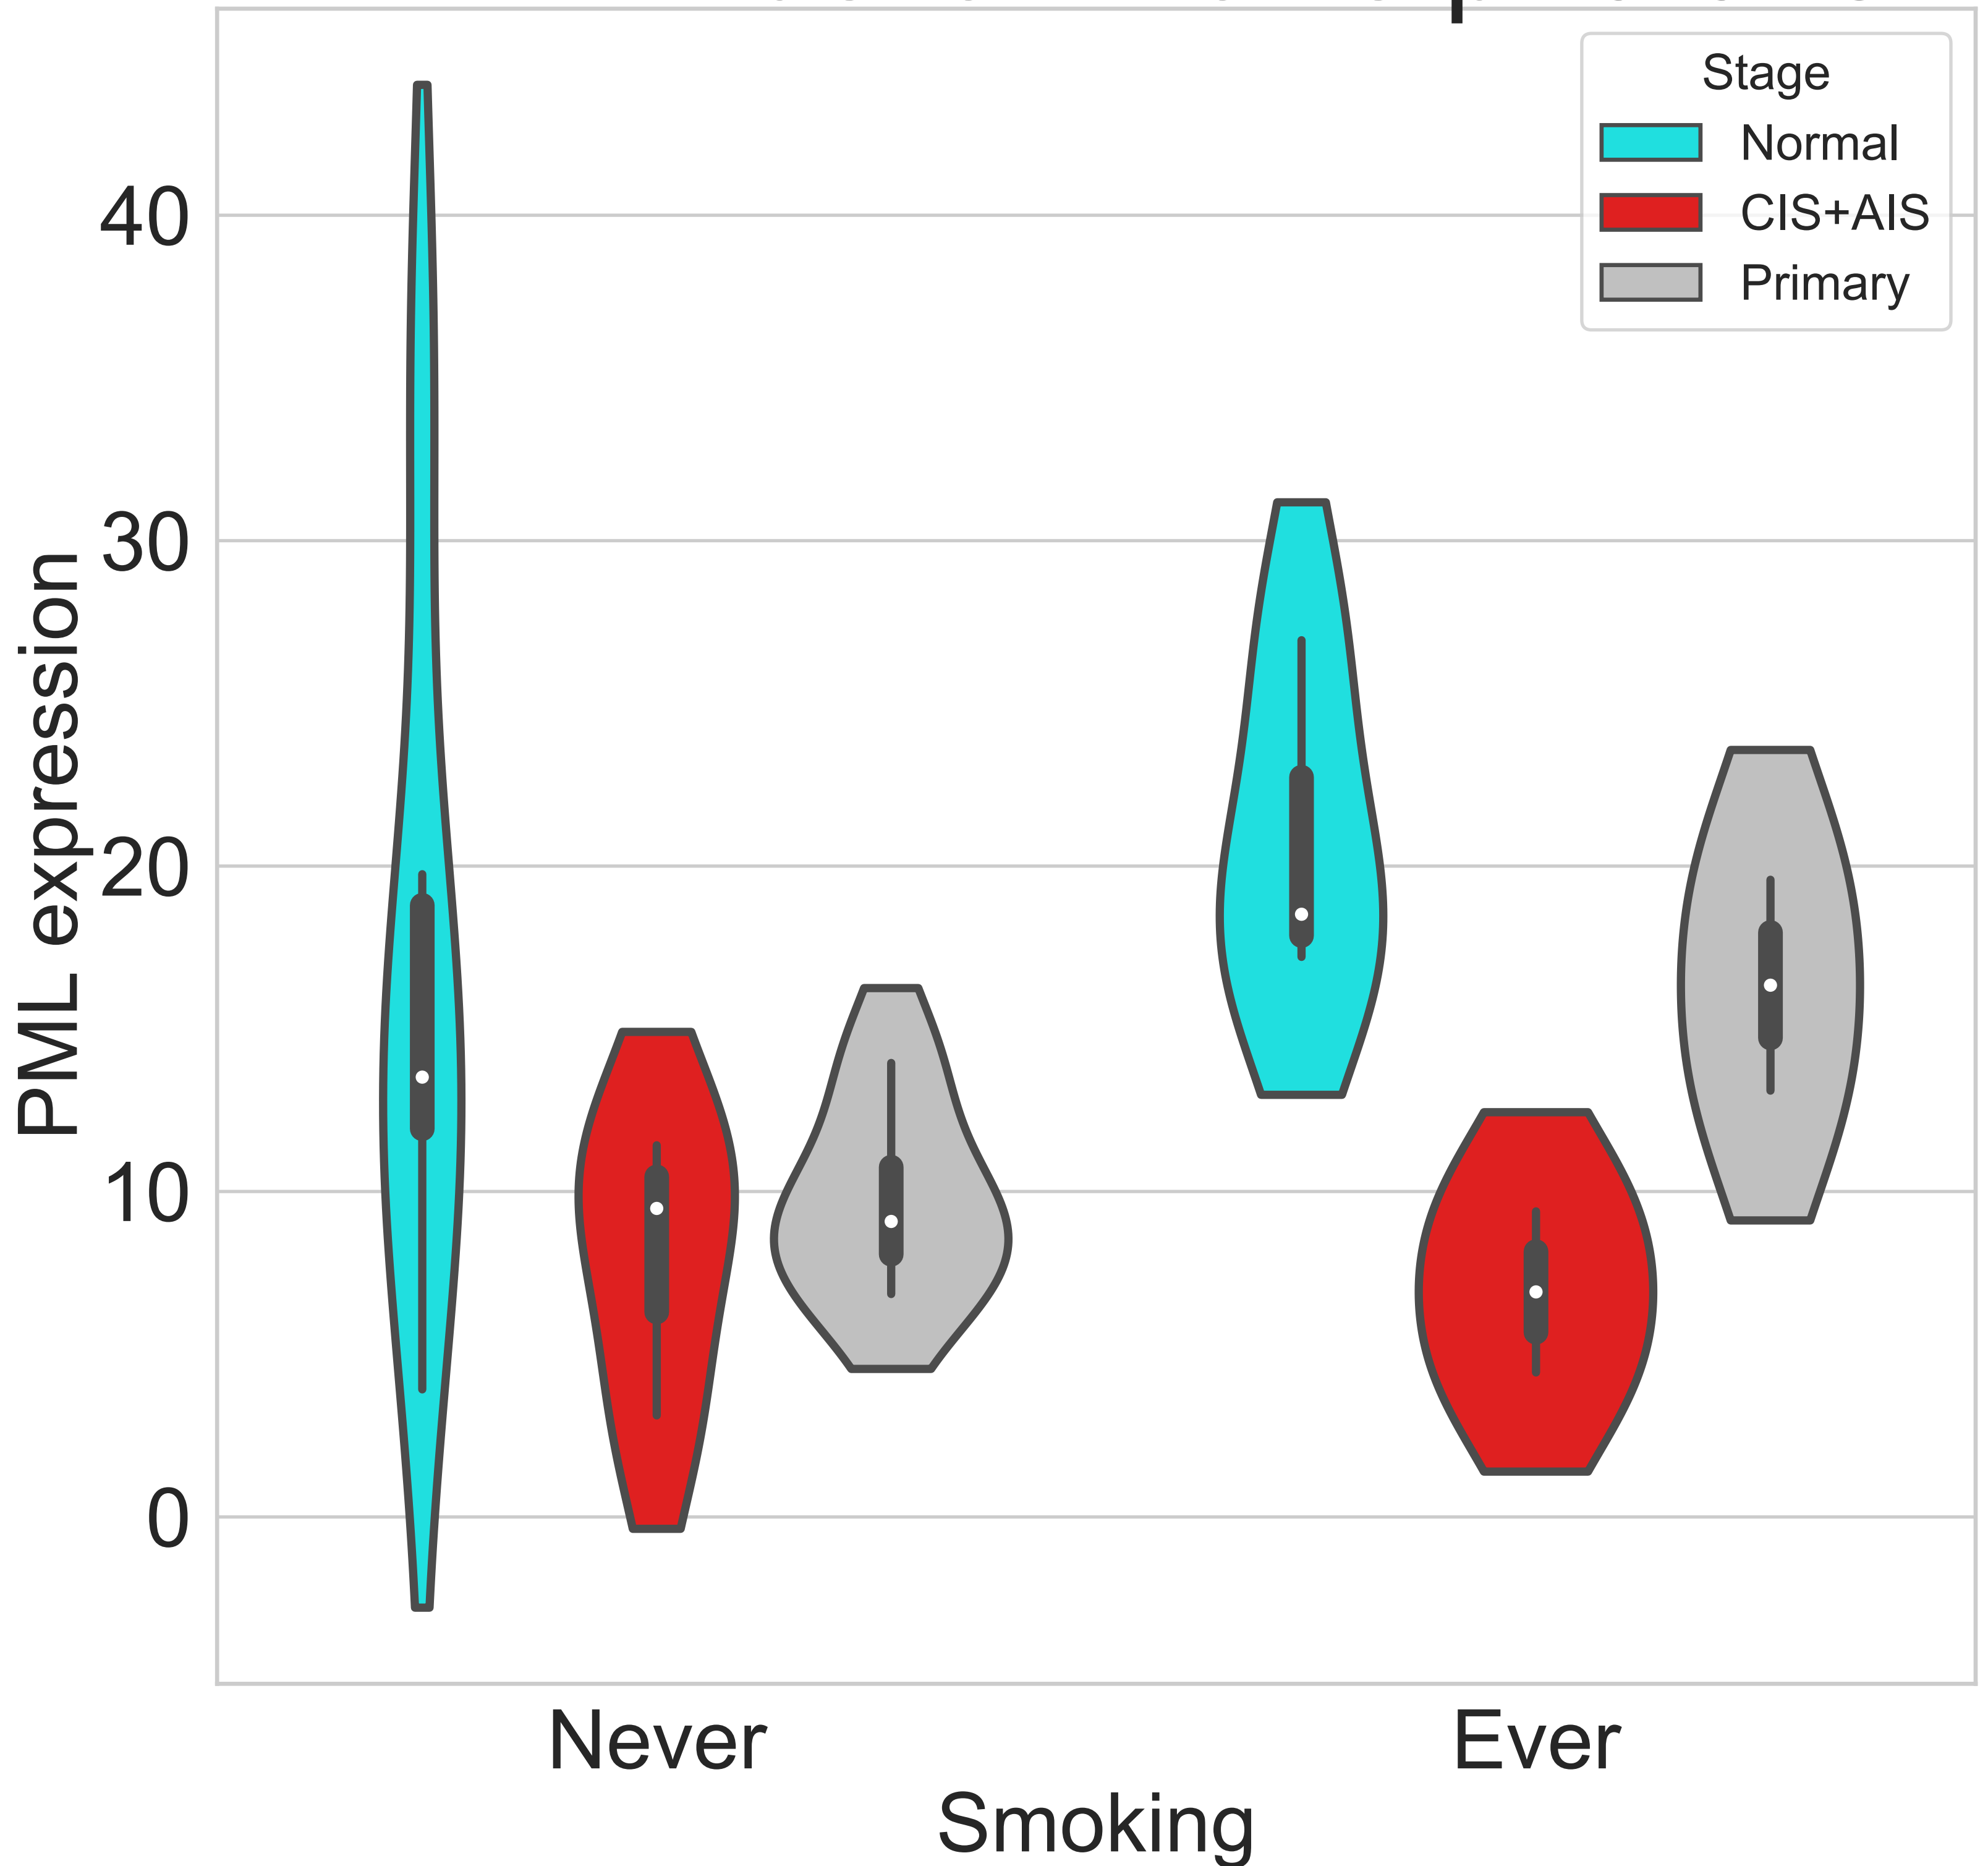 Stage
Normal
CIS+AIS
Primary
40
30
20
10
0
PML expression
Never
Ever
Smoking